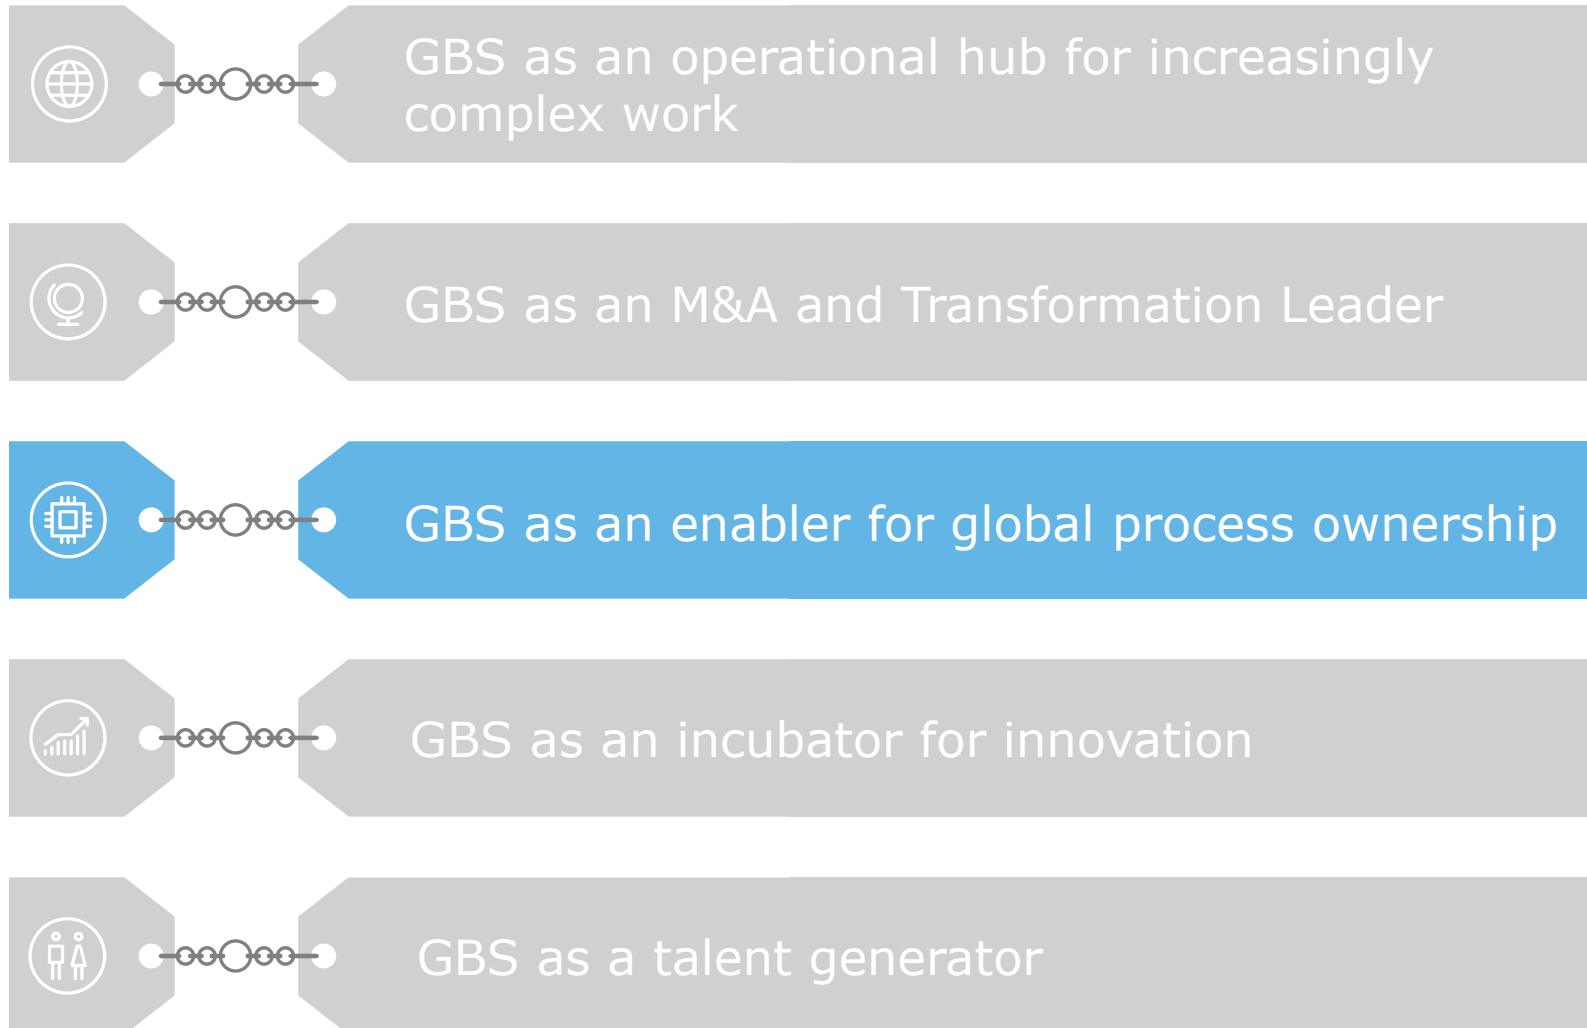 GBS as an operational hub for increasingly
complex work
GBS as an M&A and Transformation Leader
GBS as an enabler for global process ownership
GBS as an incubator for innovation
GBS as a talent generator